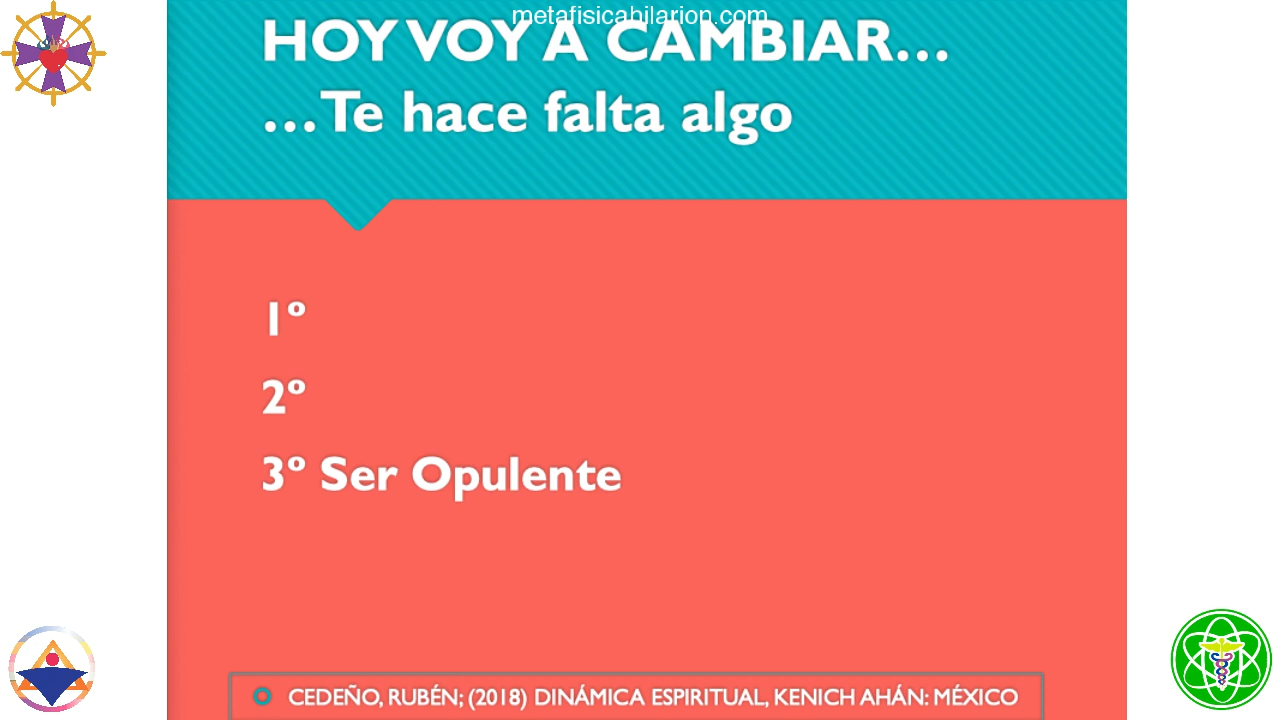 metafisicahilarion.com
HOY VOY A CAMBIAR...
...Te hace falta algo
1º
2º
3º Ser Opulente
CEDEÑO, RUBÉN; (2018) DINÁMICA ESPIRITUAL, KENICH AHÁN: MÉXICO